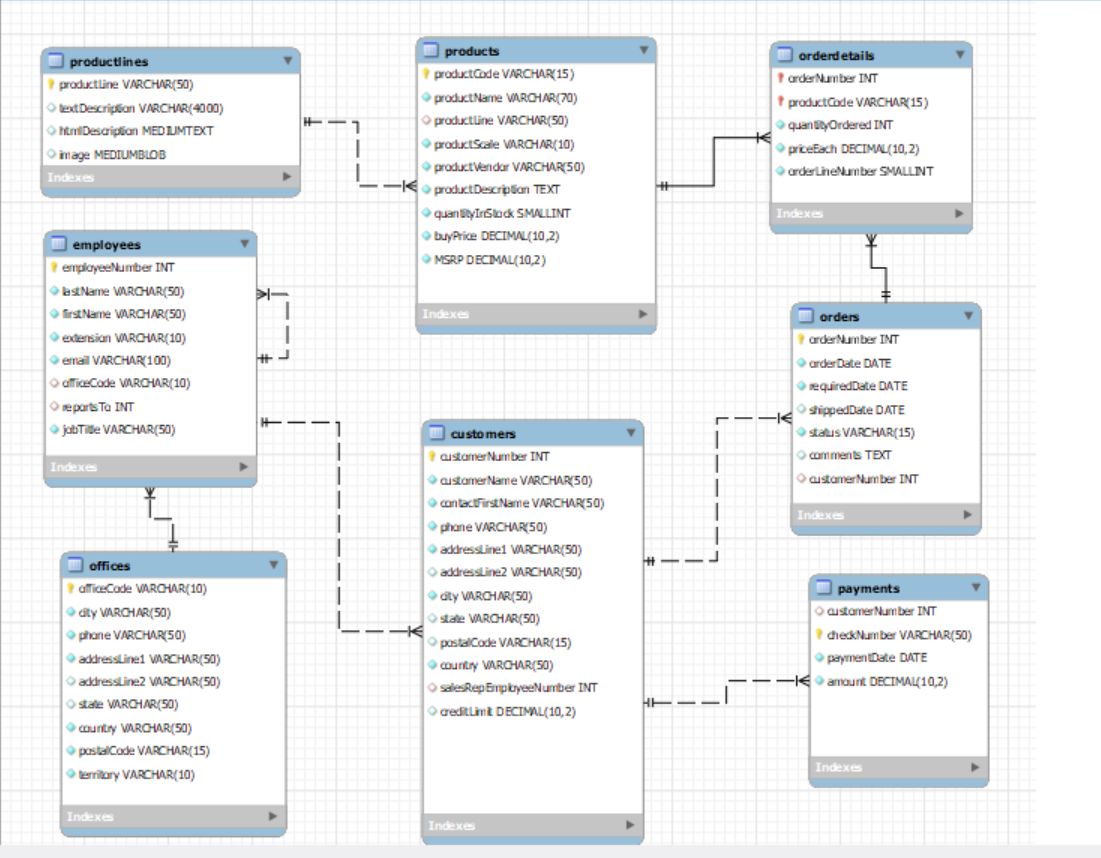 productlines
productLine VARCHAR(50)
textDescription VARCHAR(4000)
htmlDescription MEDIUMTEXT
image MEDIUMBLOB
Indexes
products
productCode VARCHAR(15)
productName VARCHAR(70)
productLine VARCHAR(50)
productScale VARCHAR(10)
productVendor VARCHAR(50)
productDescription TEXT
quantityInStock SMALLINT
buyPrice DECIMAL(10,2)
MSRP DECIMAL(10,2)
Indexes
orderdetails
orderNumber INT
productCode VARCHAR(15)
quantityOrdered INT
priceEach DECIMAL(10,2)
orderLineNumber SMALLINT
Indexes
employees
employeeNumber INT
lastName VARCHAR(50)
firstName VARCHAR(50)
extension VARCHAR(10)
email VARCHAR(100)
officeCode VARCHAR(10)
reportsTo INT
jobTitle VARCHAR(50)
Indexes
customers
customerNumber INT
customerName VARCHAR(50)
contactFirstName VARCHAR(50)
phone VARCHAR(50)
addressLine1 VARCHAR(50)
addressLine2 VARCHAR(50)
city VARCHAR(50)
state VARCHAR(50)
postalCode VARCHAR(15)
country VARCHAR(50)
salesRepEmployeeNumber INT
creditLimit DECIMAL(10,2)
Indexes
orders
orderNumber INT
orderDate DATE
requiredDate DATE
shippedDate DATE
status VARCHAR(15)
comments TEXT
customerNumber INT
Indexes
offices
officeCode VARCHAR(10)
city VARCHAR(50)
phone VARCHAR(50)
addressLine1 VARCHAR(50)
addressLine2 VARCHAR(50)
state VARCHAR(50)
country VARCHAR(50)
postalCode VARCHAR(15)
territory VARCHAR(10)
Indexes
payments
customerNumber INT
checkNumber VARCHAR(50)
paymentDate DATE
amount DECIMAL(10,2)
Indexes